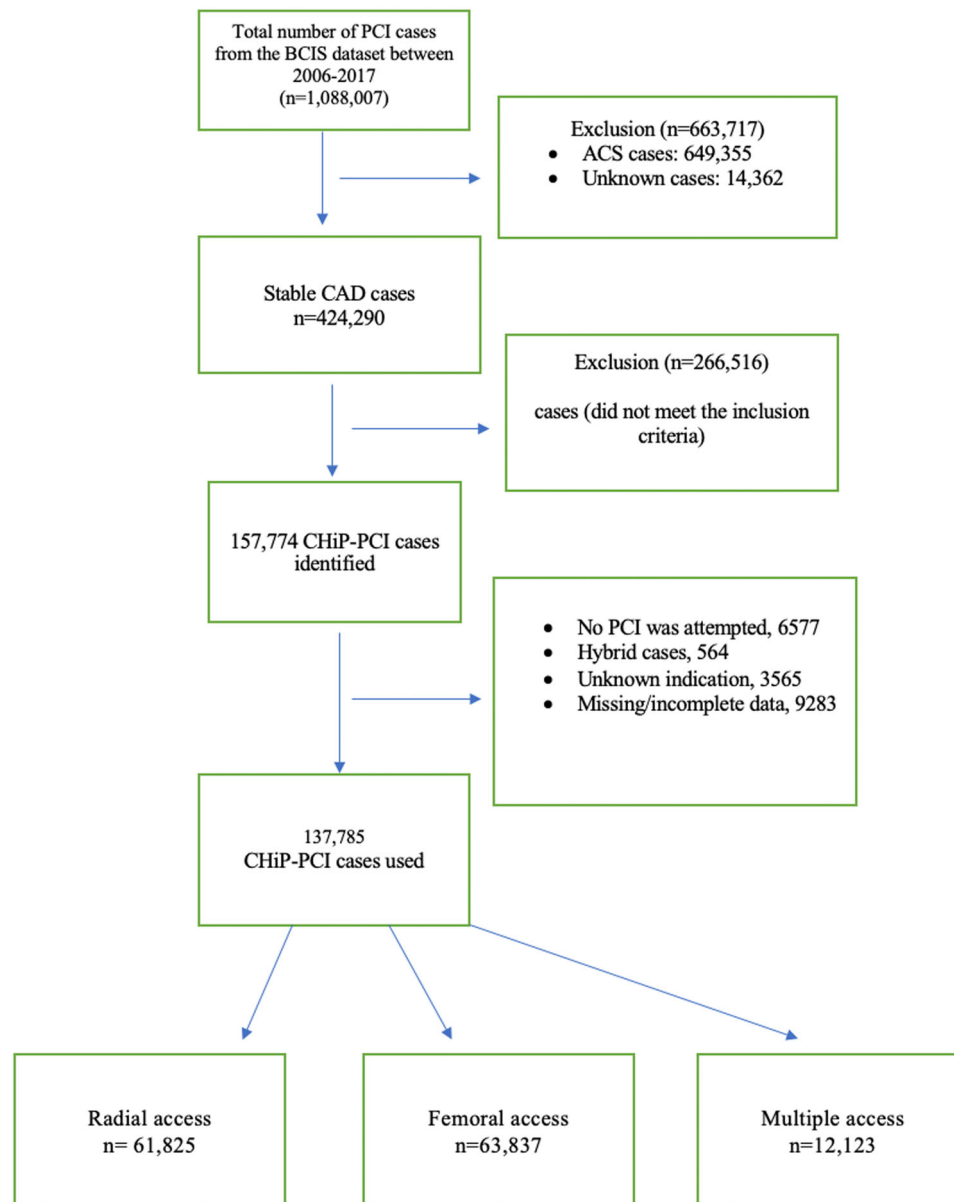 Total number of PCI cases
from the BCIS dataset between
2006-2017
(n=1,088,007)
Exclusion (n=663,717)
• ACS cases: 649,355
• Unknown cases: 14,362
Stable CAD cases
n=424,290
Exclusion (n=266,516)
cases (did not meet the inclusion
criteria)
157,774 CHiP-PCI cases
identified
• No PCI was attempted, 6577
• Hybrid cases, 564
• Unknown indication, 3565
• Missing/incomplete data, 9283
137,785
CHiP-PCI cases used
Radial access
n= 61,825
Femoral access
n=63,837
Multiple access
n=12,123